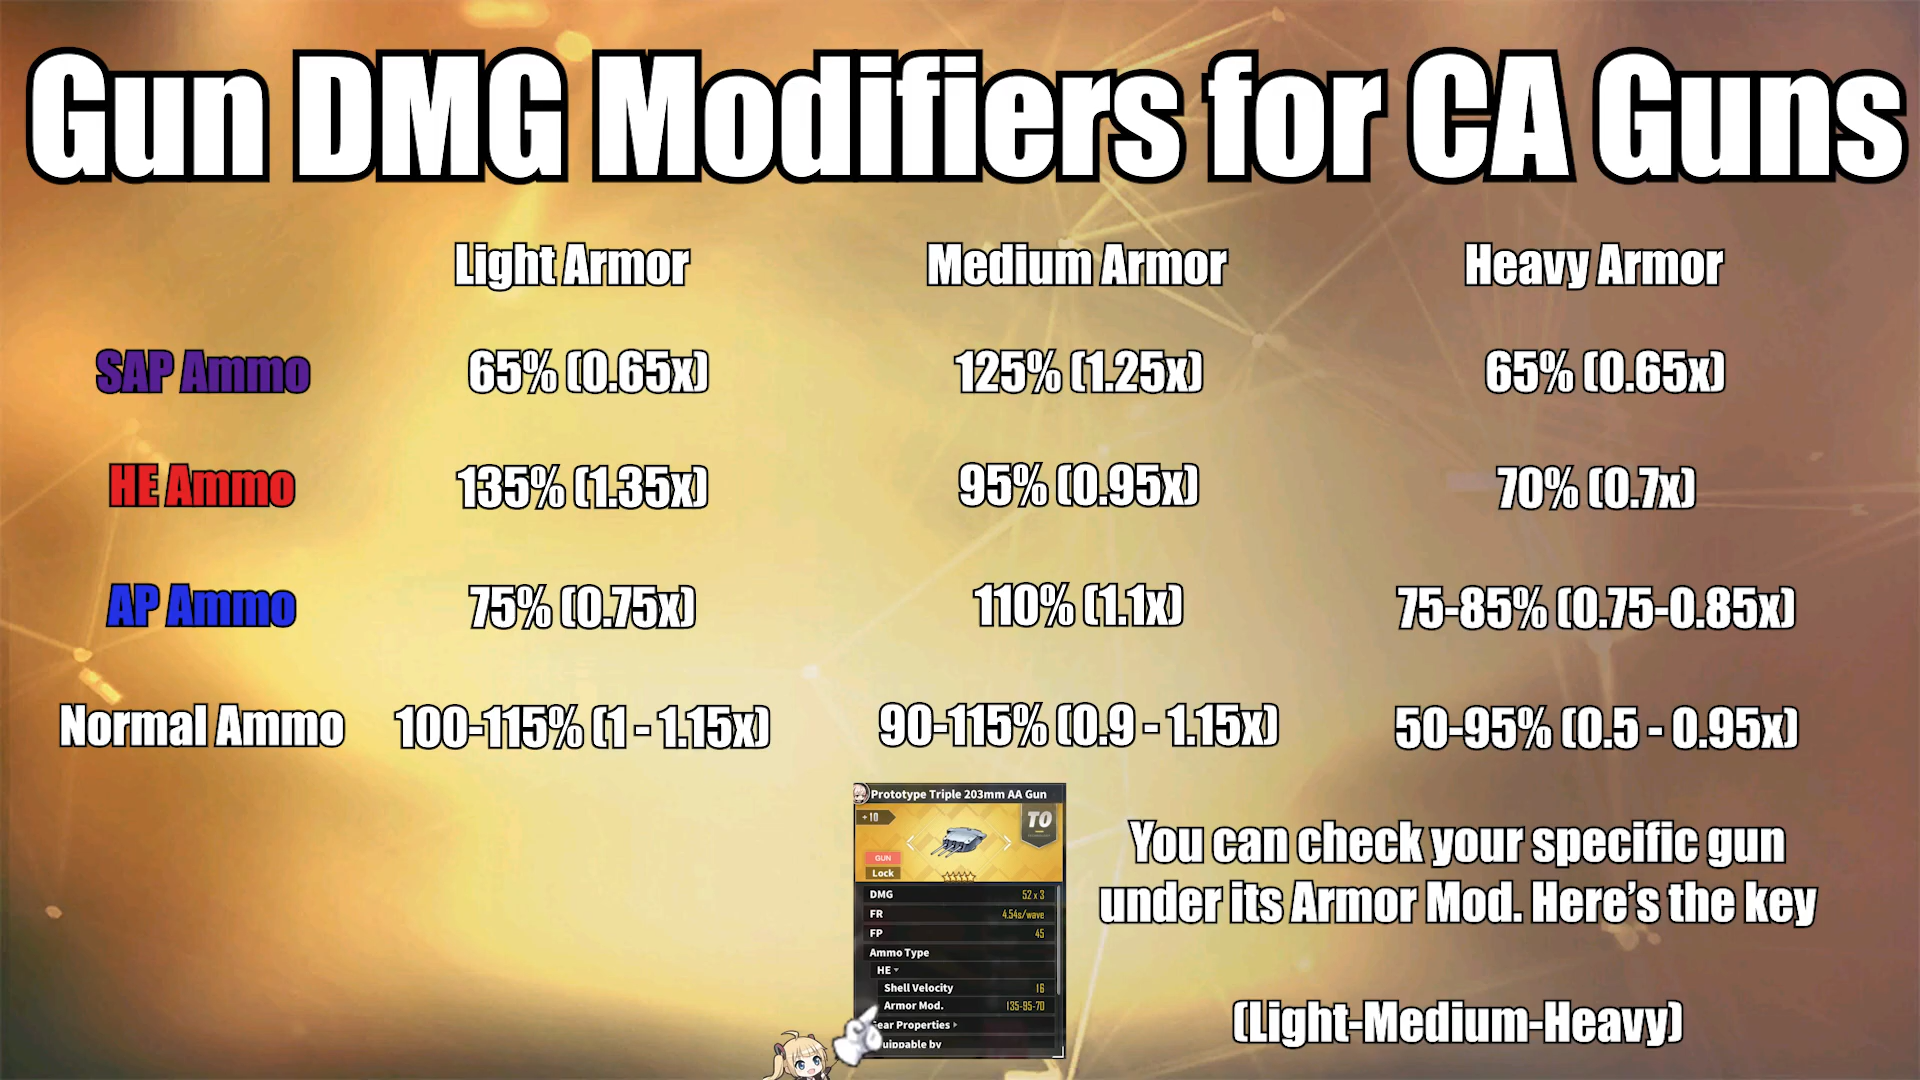 Gun DMG Modifiers for CA Guns
Light Armor Medium Armor Heavy Armor
SAP Ammo 65% (0.65x) 125% (1.25x) 65% (0.65x)
HE Ammo 135% (1.35x) 95% (0.95x) 70% (0.7x)
AP Ammo 75% (0.75x) 110% (1.1x) 75-85% (0.75-0.85x)
Normal Ammo 100-115% (1 - 1.15x) 90-115% (0.9 - 1.15x) 50-95% (0.5 - 0.95x)
Prototype Triple 203mm AA Gun
+10
T0
GUN
Lock
DMG 52 x 3
FR 4.54s/wave
FP 45
Ammo Type
HE
Shell Velocity 16
Armor Mod. 135-95-70
ear Properties
uippable by
You can check your specific gun
under its Armor Mod. Here's the key
(Light-Medium-Heavy)